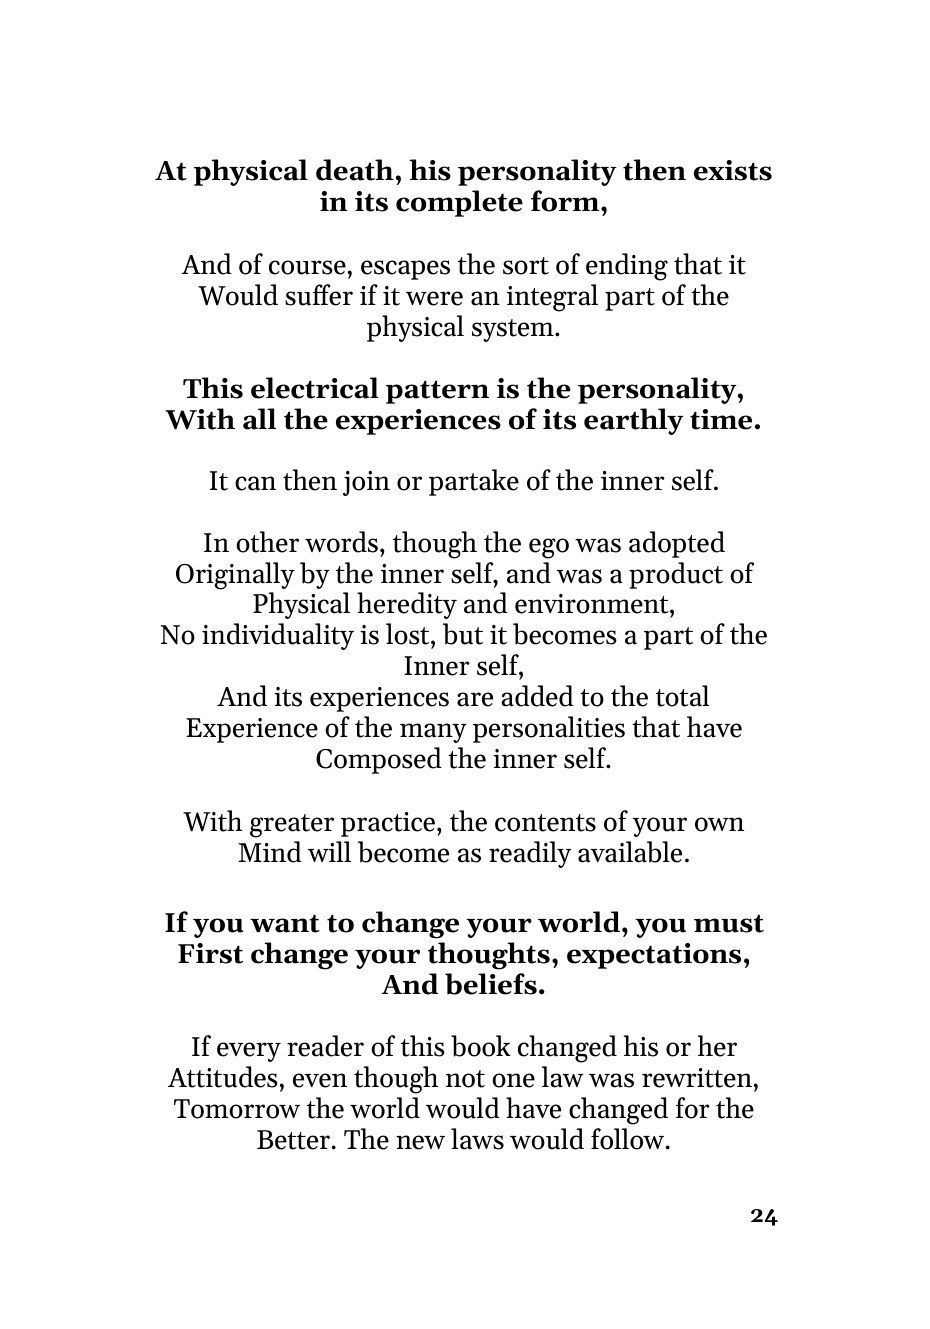 At physical death, his personality then exists
in its complete form,
And of course, escapes the sort of ending that it
Would suffer if it were an integral part of the
physical system.
This electrical pattern is the personality,
With all the experiences of its earthly time.
It can then join or partake of the inner self.
In other words, though the ego was adopted
Originally by the inner self, and was a product of
Physical heredity and environment,
No individuality is lost, but it becomes a part of the
Inner self,
And its experiences are added to the total
Experience of the many personalities that have
Composed the inner self.
With greater practice, the contents of your own
Mind will become as readily available.
If you want to change your world, you must
First change your thoughts, expectations,
And beliefs.
If every reader of this book changed his or her
Attitudes, even though not one law was rewritten,
Tomorrow the world would have changed for the
Better. The new laws would follow.
24